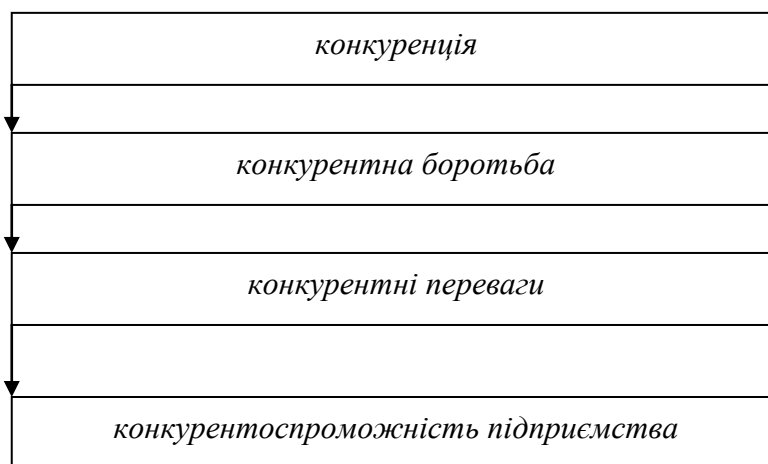 конкуренція
конкурентна боротьба
конкурентні переваги
конкурентоспроможність підприємства